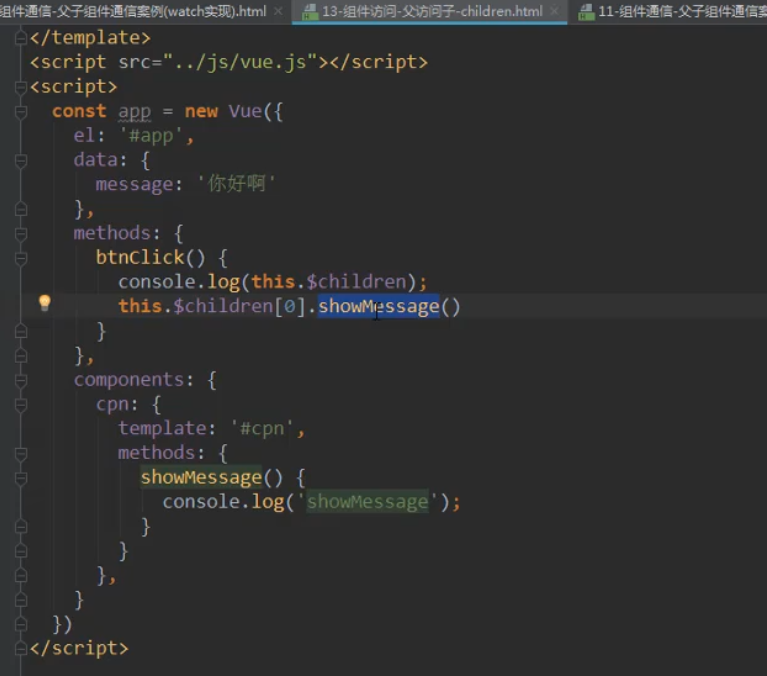 组件通信-父子组件通信案例(watch实现).html
13-组件访问-父访问子-children.html
11-组件通信-父子组件通信案
</template>
<script src="../js/vue.js"></script>
<script>
const app = new Vue({
el: '#app',
data: {
message: '你好啊'
},
methods: {
btnClick() {
console.log(this.$children);
this.$children[0].showMessage()
}
},
components: {
cpn: {
template: '#cpn',
methods: {
showMessage() {
console.log('showMessage');
}
}
},
}
})
</script>